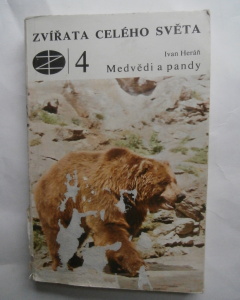 ZVÍŘATA CELÉHO SVĚTA
4
Ivan Heráň
Medvědi a pandy